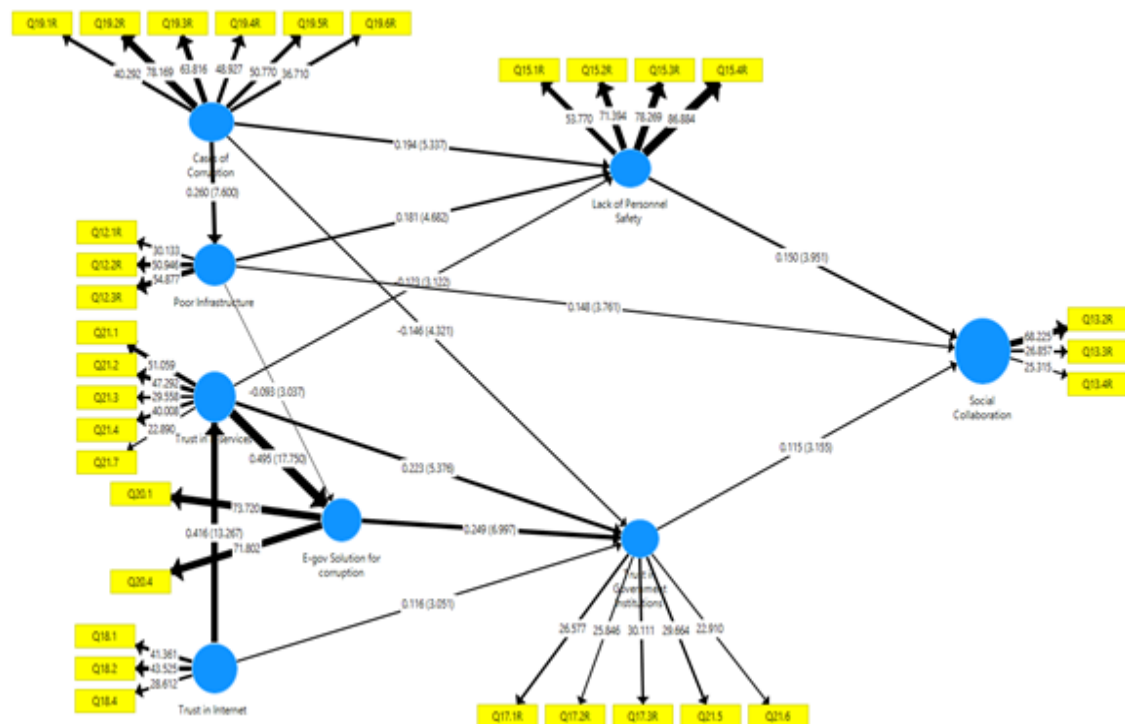 Q19.1R Q19.2R Q19.3R Q19.4R Q19.5R Q19.6R
40.292 78.169 63.816 48.927 50.770 36.710
Q15.1R Q15.2R Q15.3R Q15.4R
53.770 71.394 78.269 86.884
Cases of
Corruption
0.194 (5.337)
0.260 (7.600)
Lack of Personnel
Safety
0.181 (4.682)
Q12.1R
30.133
Q12.2R
50.946
Q12.3R
54.877
Poor Infrastructure
-0.123 (3.122)
0.150 (3.951)
0.148 (3.761)
-0.146 (4.321)
Q13.2R
68.225
Q13.3R
26.857
Q13.4R
25.315
Social
Collaboration
Q21.1
51.059
Q21.2
47.292
Q21.3
29.558
Q21.4
40.008
Q21.7
22.890
Trust in Services
-0.093 (3.037)
0.495 (17.750)
0.223 (5.376)
0.115 (3.155)
Q20.1
73.720
0.416 (13.267)
71.802
Q20.4
E-gov Solution for
corruption
0.249 (6.997)
0.116 (3.051)
Trust in
Government
Institutions
Q18.1
41.361
Q18.2
43.525
Q18.4
28.612
Trust in Internet
26.577 25.846 30.111 29.664 22.910
Q17.1R Q17.2R Q17.3R Q21.5 Q21.6